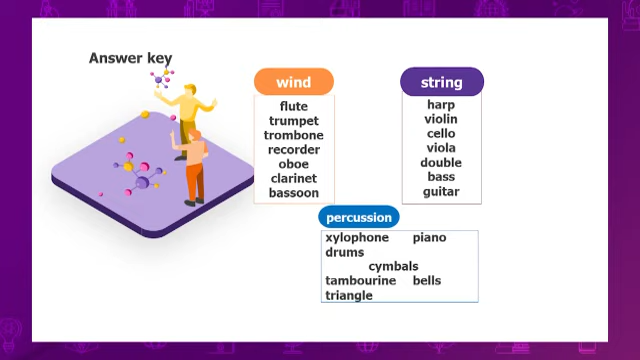 Answer key
wind
flute
trumpet
trombone
recorder
oboe
clarinet
bassoon
string
harp
violin
cello
viola
double
bass
guitar
percussion
xylophone piano
drums
cymbals
tambourine bells
triangle